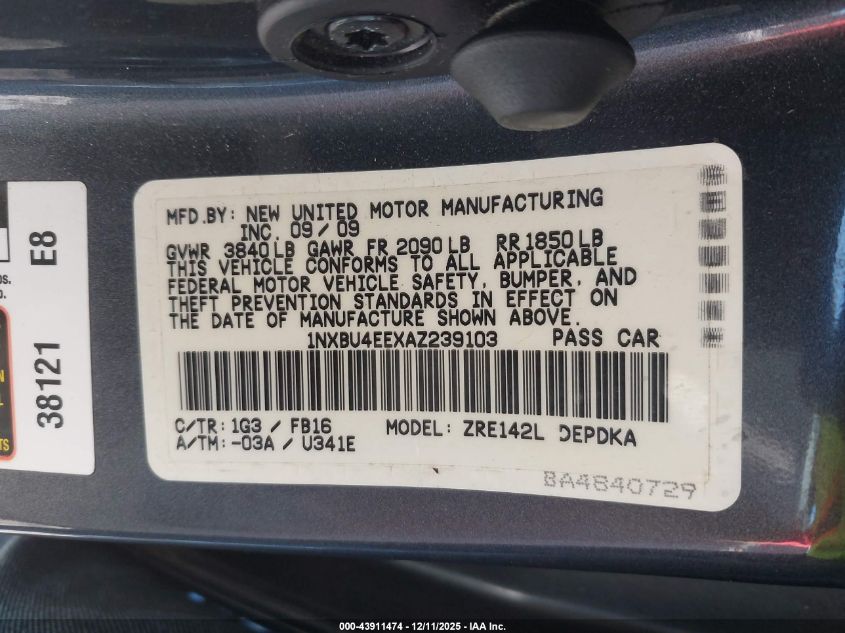 MFD.BY: NEW UNITED MOTOR MANUFACTURING
INC. 09/09
GVWR 3840LB GAWR FR 2090LB RR 1850LB
THIS VEHICLE CONFORMS TO ALL APPLICABLE
FEDERAL MOTOR VEHICLE SAFETY, BUMPER, AND
THEFT PREVENTION STANDARDS IN EFFECT ON
THE DATE OF MANUFACTURE SHOWN ABOVE.
1NXBU4EEXAZ239103 PASS CAR
C/TR: 1G3 / FB16 MODEL: ZRE142L DEPDKA
A/TM: -03A / U341E
BA4840729
38121 E8
000-43911474 - 12/11/2025 - IAA Inc.